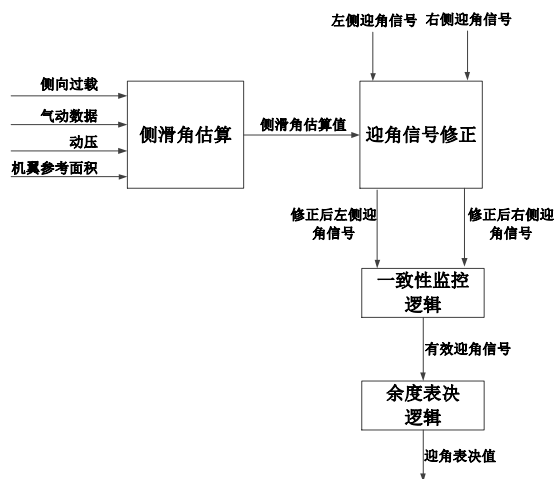 左侧迎角信号
右侧迎角信号
侧向过载
气动数据
动压
机翼参考面积
侧滑角估算
侧滑角估算值
迎角信号修正
修正后左侧迎
角信号
修正后右侧迎
角信号
一致性监控
逻辑
有效迎角信号
余度表决
逻辑
迎角表决值